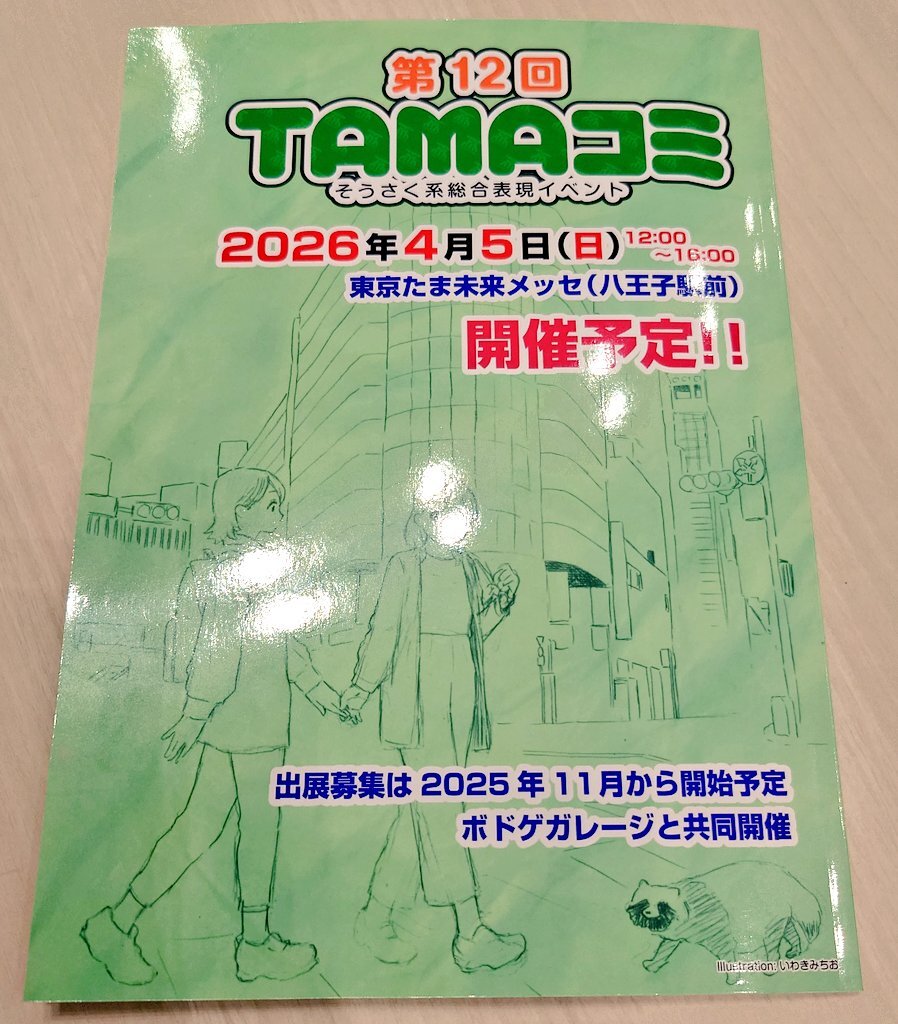 第12回
TAMAコミ
そうさく系総合表現イベント
2026年4月5日(日) 12:00～16:00
東京たま未来メッセ(八王子駅前)
開催予定!!
出展募集は2025年11月から開始予定
ボドゲガレージと共同開催
Illustration: いわきみちお